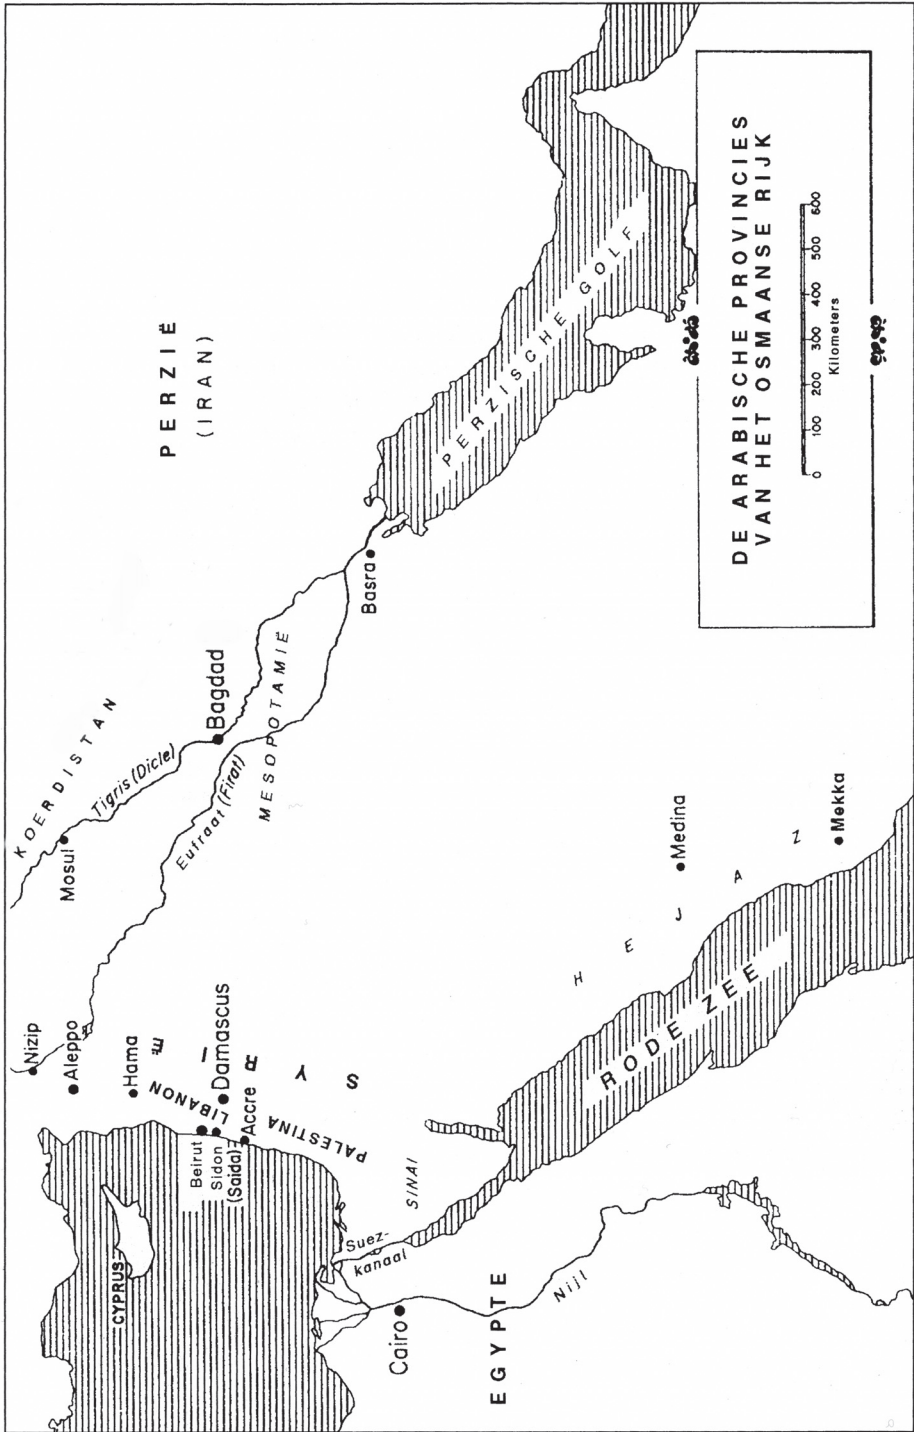 Nizip
Aleppo
Hama
KOERDISTAN
Mosul
Tigris (Dicle)
PERZIË
(IRAN)
CYPRUS
Beirut
Sidon
(Saida)
Accre
LIBANON
Damascus
SYRIE
PALESTINA
Eufraat (Firat)
Bagdad
MESOPOTAMIË
Basra
PERZISCHE GOLF
Suez-
kanaal
SINAI
Cairo
EGYPTE
Nijl
RODE ZEE
HEJAZ
Medina
Mekka
DE ARABISCHE PROVINCIES
VAN HET OSMAANSE RIJK
0 100 200 300 400 500 600
Kilometers